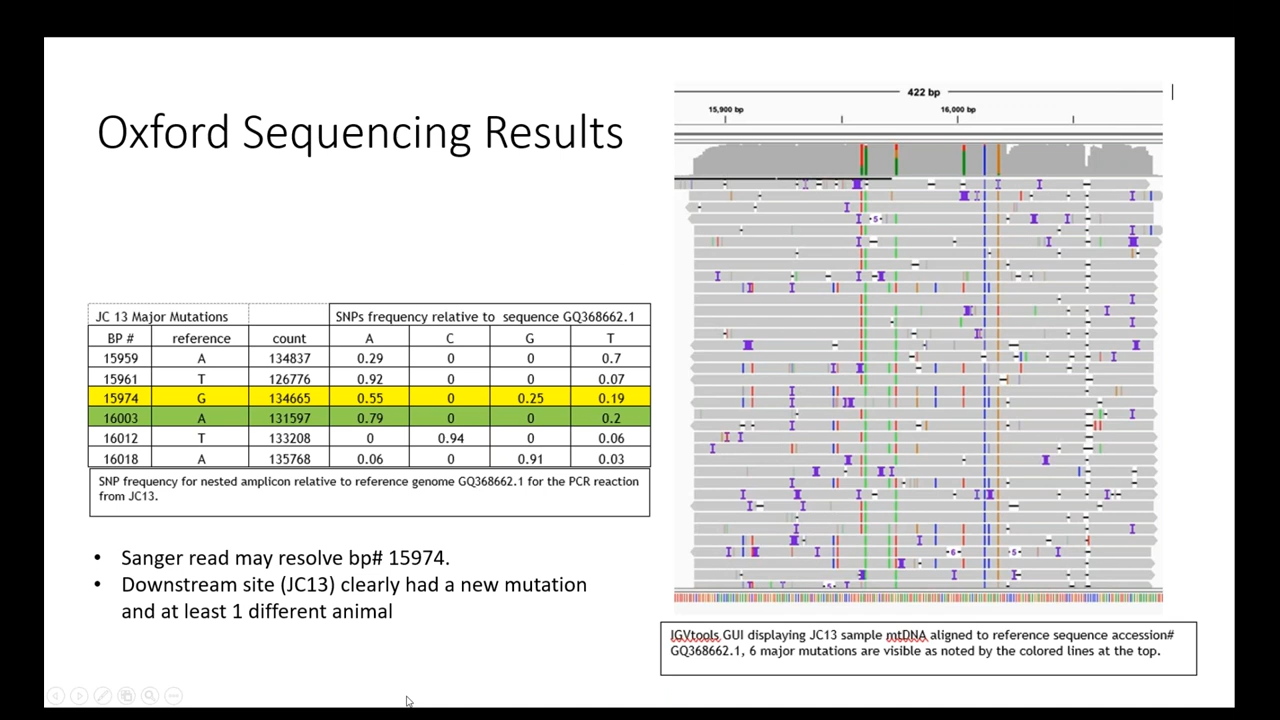 Oxford Sequencing Results
JC 13 Major Mutations SNPs frequency relative to sequence GQ368662.1
BP # reference count A C G T
15959 A 134837 0.29 0 0 0.7
15961 T 126776 0.92 0 0 0.07
15974 G 134665 0.55 0 0.25 0.19
16003 A 131597 0.79 0 0 0.2
16012 T 133208 0 0.94 0 0.06
16018 A 135768 0.06 0 0.91 0.03
SNP frequency for nested amplicon relative to reference genome GQ368662.1 for the PCR reaction
from JC13.
• Sanger read may resolve bp# 15974.
• Downstream site (JC13) clearly had a new mutation
and at least 1 different animal
422 bp
15,900 bp 16,000 bp
5
6 5
5
IGVtools GUI displaying JC13 sample mtDNA aligned to reference sequence accession#
GQ368662.1, 6 major mutations are visible as noted by the colored lines at the top.